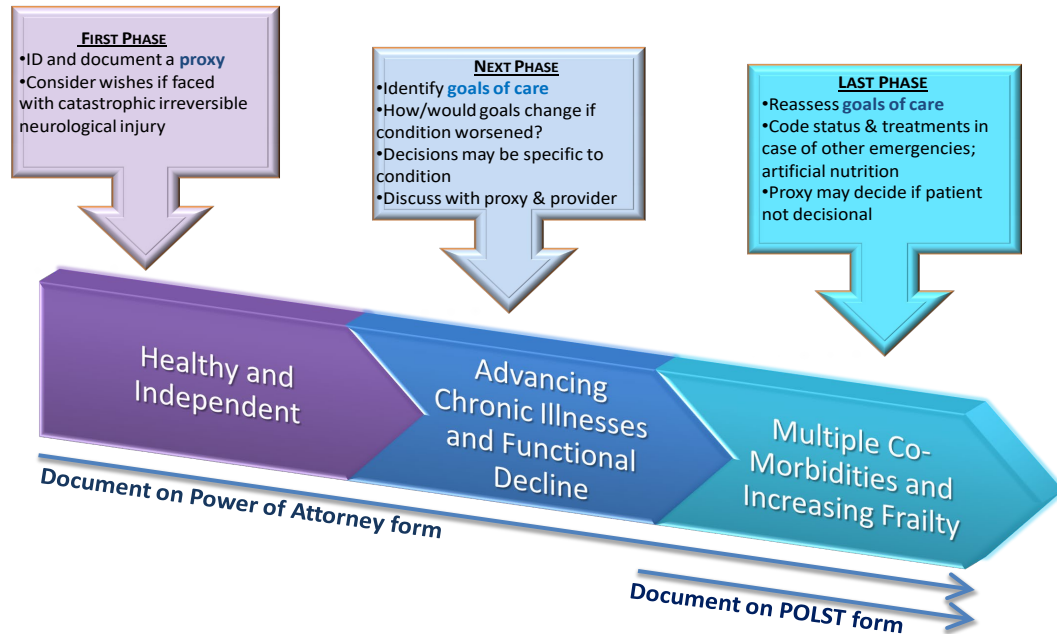 FIRST PHASE
•ID and document a proxy
•Consider wishes if faced
with catastrophic irreversible
neurological injury
NEXT PHASE
•Identify goals of care
•How/would goals change if
condition worsened?
•Decisions may be specific to
condition
•Discuss with proxy & provider
LAST PHASE
•Reassess goals of care
•Code status & treatments in
case of other emergencies;
artificial nutrition
•Proxy may decide if patient
not decisional
Healthy and
Independent
Advancing
Chronic Illnesses
and Functional
Decline
Multiple Co-
Morbidities and
Increasing Frailty
Document on Power of Attorney form
Document on POLST form